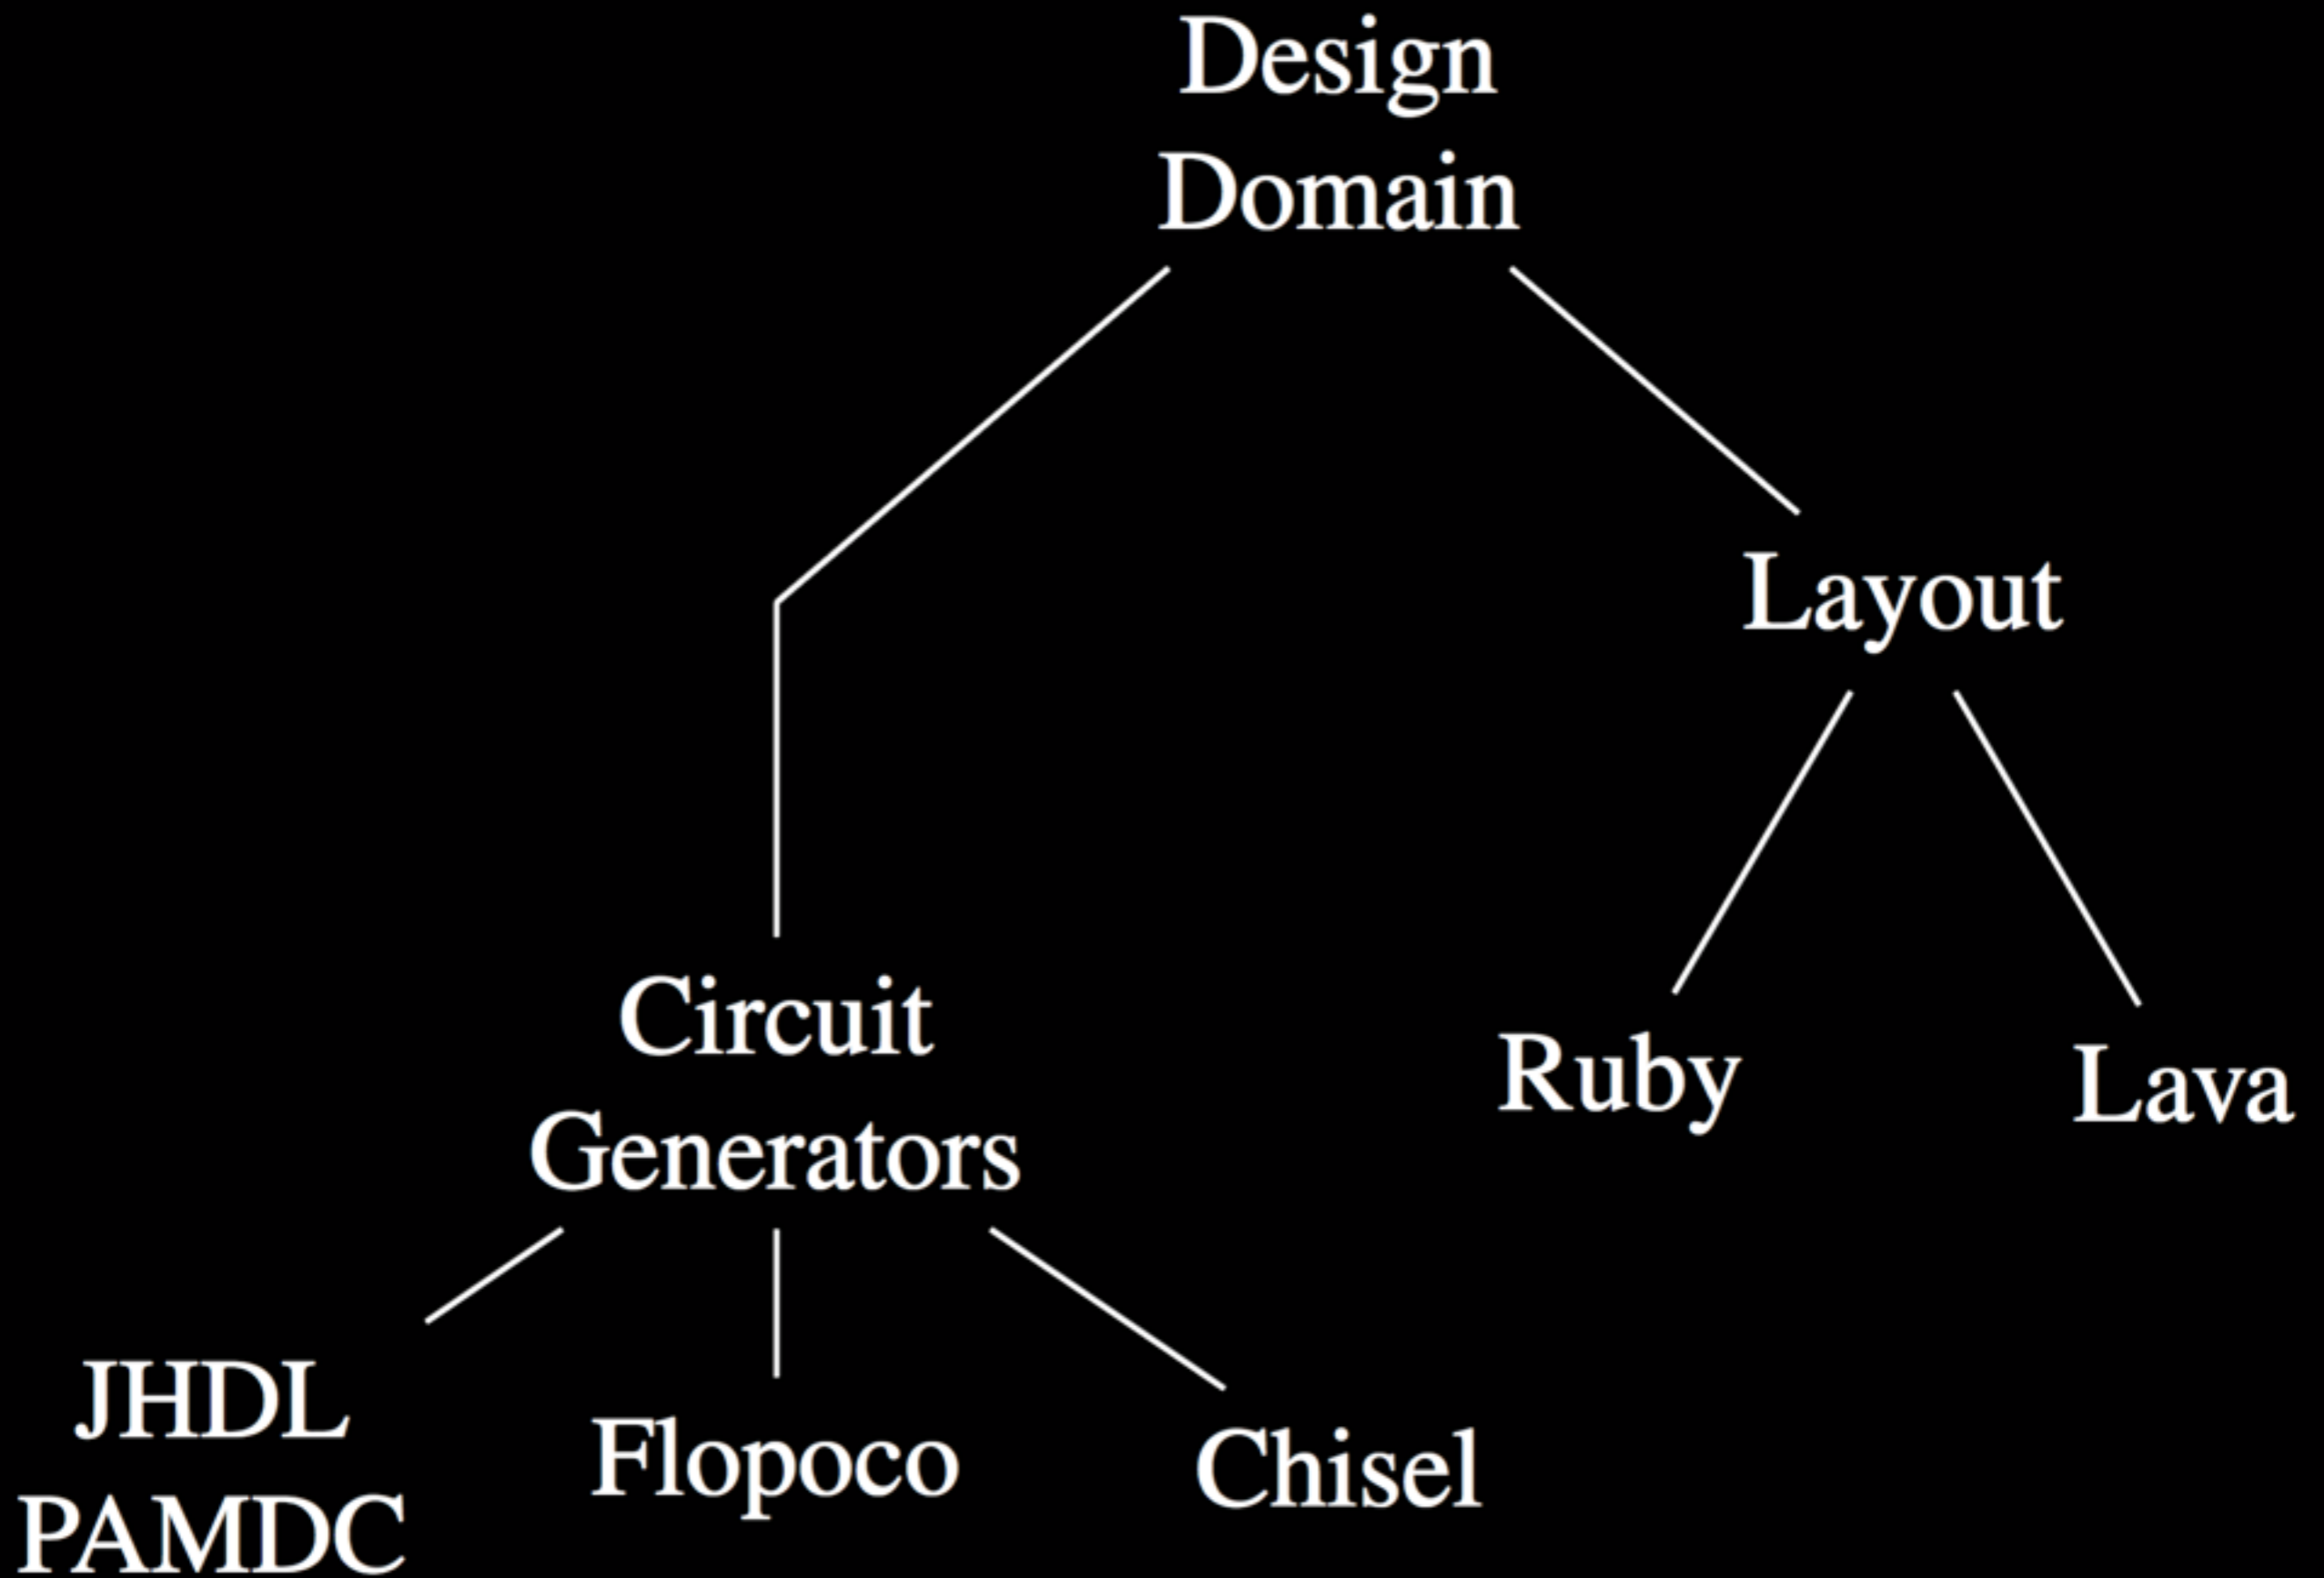 Design
Domain
Layout
Circuit
Generators
Ruby
Lava
JHDL
PAMDC
Flopoco
Chisel